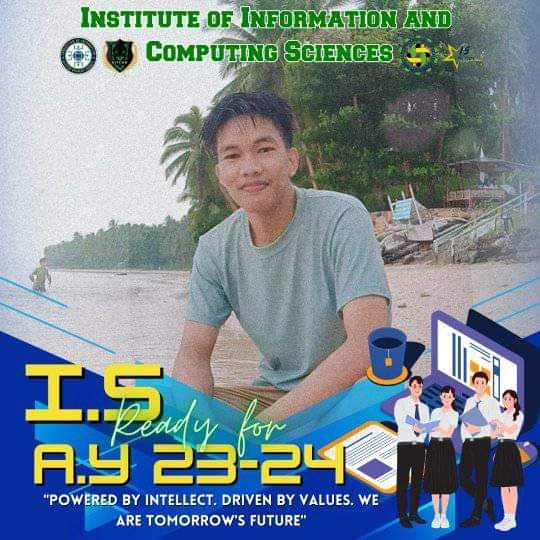 Institute of Information and
Computing Sciences
I.S
Ready for
A.Y 23-24
"POWERED BY INTELLECT. DRIVEN BY VALUES. WE
ARE TOMORROW'S FUTURE"